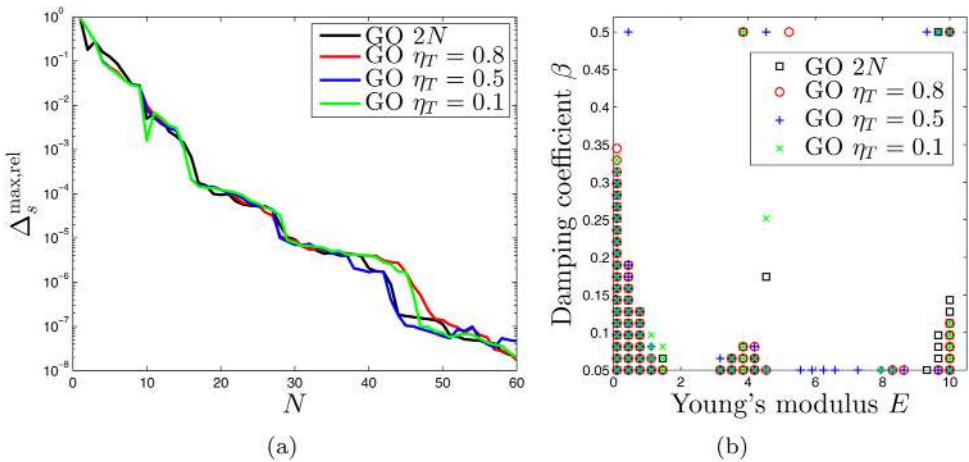 10^0
10^-1
10^-2
10^-3
10^-4
10^-5
10^-6
10^-7
10^-8
Δ_s^max,rel
0 10 20 30 40 50 60
N
GO 2N
GO η_T = 0.8
GO η_T = 0.5
GO η_T = 0.1
(a)
0.5
0.45
0.4
0.35
0.3
0.25
0.2
0.15
0.1
0.05
Damping coefficient β
0 2 4 6 8 10
Young's modulus E
GO 2N
GO η_T = 0.8
GO η_T = 0.5
GO η_T = 0.1
(b)